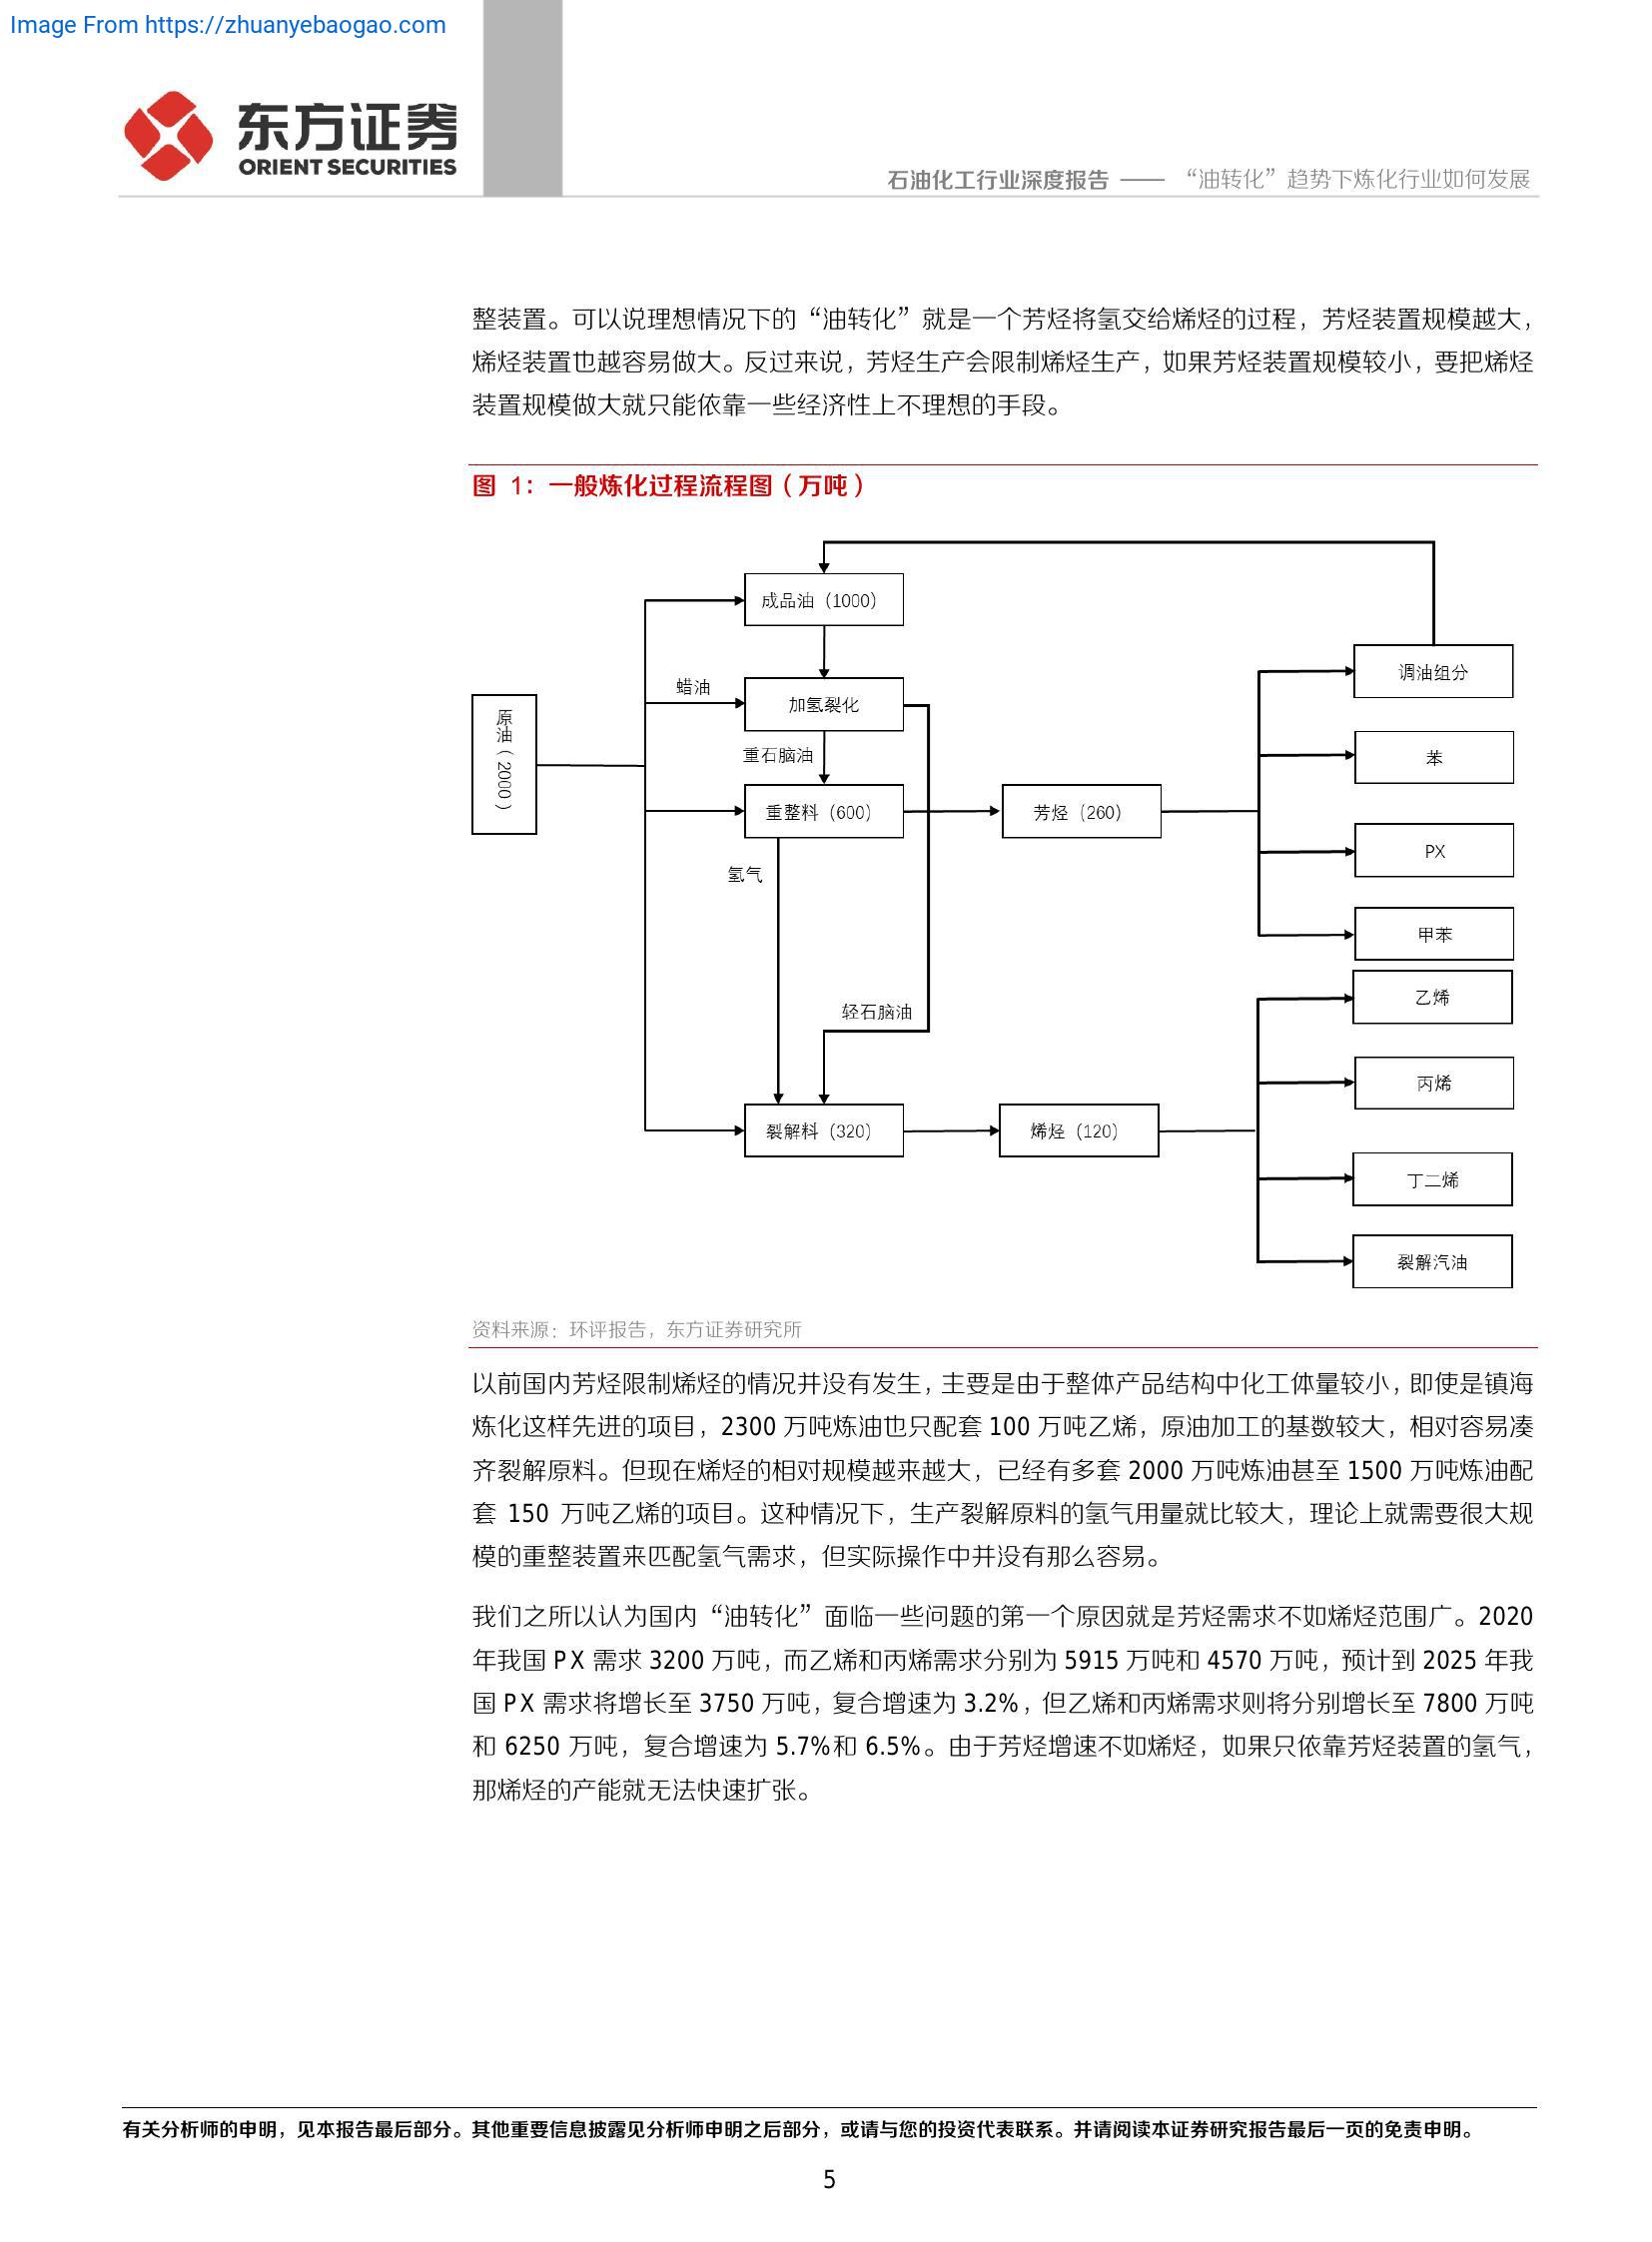 Image From https://zhuanyebaogao.com
东方证券
ORIENT SECURITIES
石油化工行业深度报告 —— “油转化”趋势下炼化行业如何发展
整装置。可以说理想情况下的“油转化”就是一个芳烃将氢交给烯烃的过程，芳烃装置规模越大，
烯烃装置也越容易做大。反过来说，芳烃生产会限制烯烃生产，如果芳烃装置规模较小，要把烯烃
装置规模做大就只能依靠一些经济性上不理想的手段。
图 1：一般炼化过程流程图（万吨）
成品油（1000）
调油组分
蜡油
加氢裂化
原油（2000）
重石脑油
苯
重整料（600）
芳烃（260）
PX
氢气
甲苯
乙烯
轻石脑油
丙烯
裂解料（320）
烯烃（120）
丁二烯
裂解汽油
资料来源：环评报告，东方证券研究所
以前国内芳烃限制烯烃的情况并没有发生，主要是由于整体产品结构中化工体量较小，即使是镇海
炼化这样先进的项目，2300 万吨炼油也只配套 100 万吨乙烯，原油加工的基数较大，相对容易凑
齐裂解原料。但现在烯烃的相对规模越来越大，已经有多套 2000 万吨炼油甚至 1500 万吨炼油配
套 150 万吨乙烯的项目。这种情况下，生产裂解原料的氢气用量就比较大，理论上就需要很大规
模的重整装置来匹配氢气需求，但实际操作中并没有那么容易。
我们之所以认为国内“油转化”面临一些问题的第一个原因就是芳烃需求不如烯烃范围广。2020
年我国 PX 需求 3200 万吨，而乙烯和丙烯需求分别为 5915 万吨和 4570 万吨，预计到 2025 年我
国 PX 需求将增长至 3750 万吨，复合增速为 3.2%，但乙烯和丙烯需求则将分别增长至 7800 万吨
和 6250 万吨，复合增速为 5.7%和 6.5%。由于芳烃增速不如烯烃，如果只依靠芳烃装置的氢气，
那烯烃的产能就无法快速扩张。
有关分析师的申明，见本报告最后部分。其他重要信息披露见分析师申明之后部分，或请与您的投资代表联系。并请阅读本证券研究报告最后一页的免责申明。
5